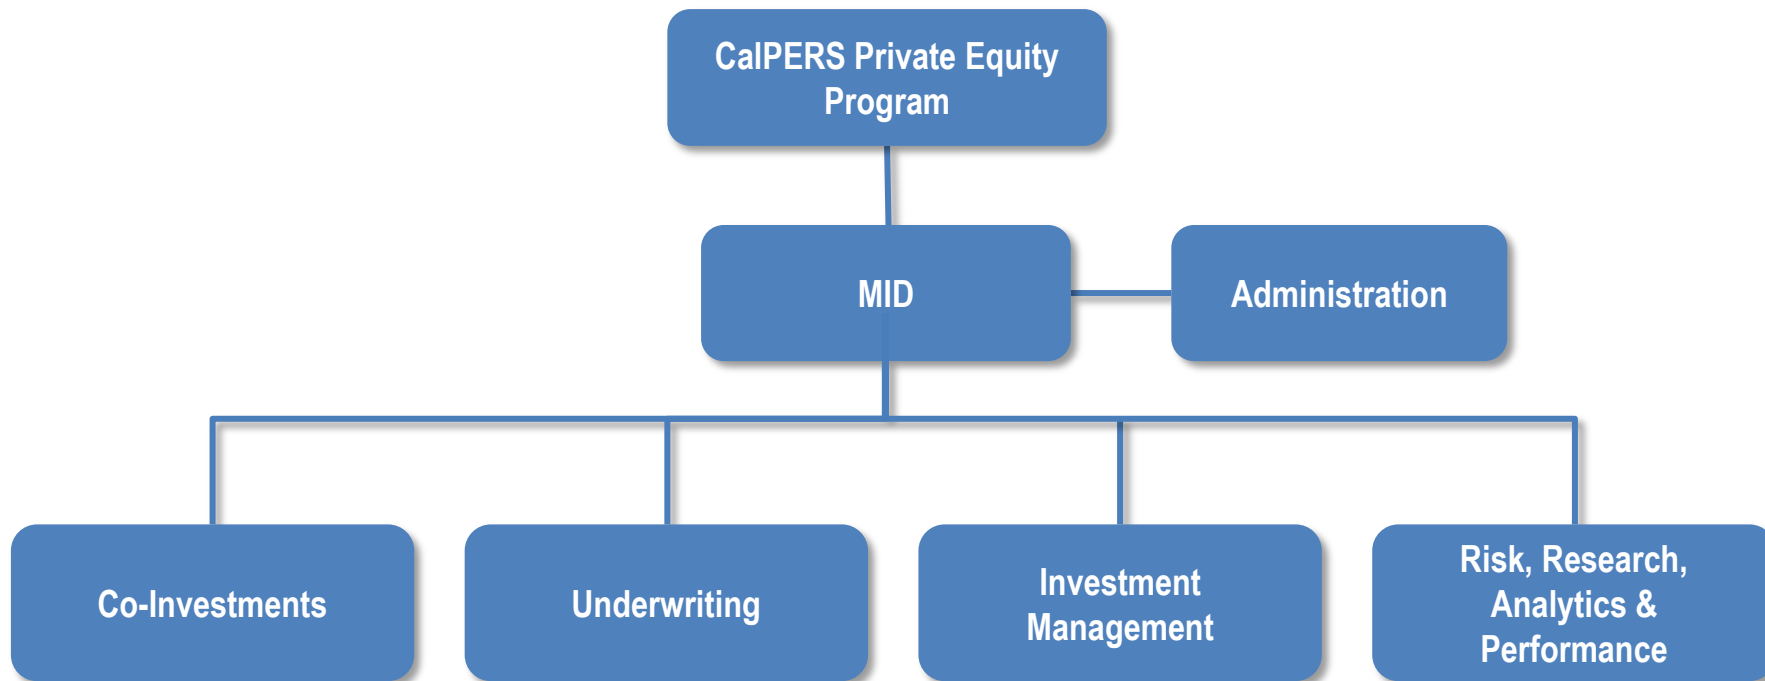 CalPERS Private Equity
Program
MID
Administration
Co-Investments
Underwriting
Investment
Management
Risk, Research,
Analytics &
Performance